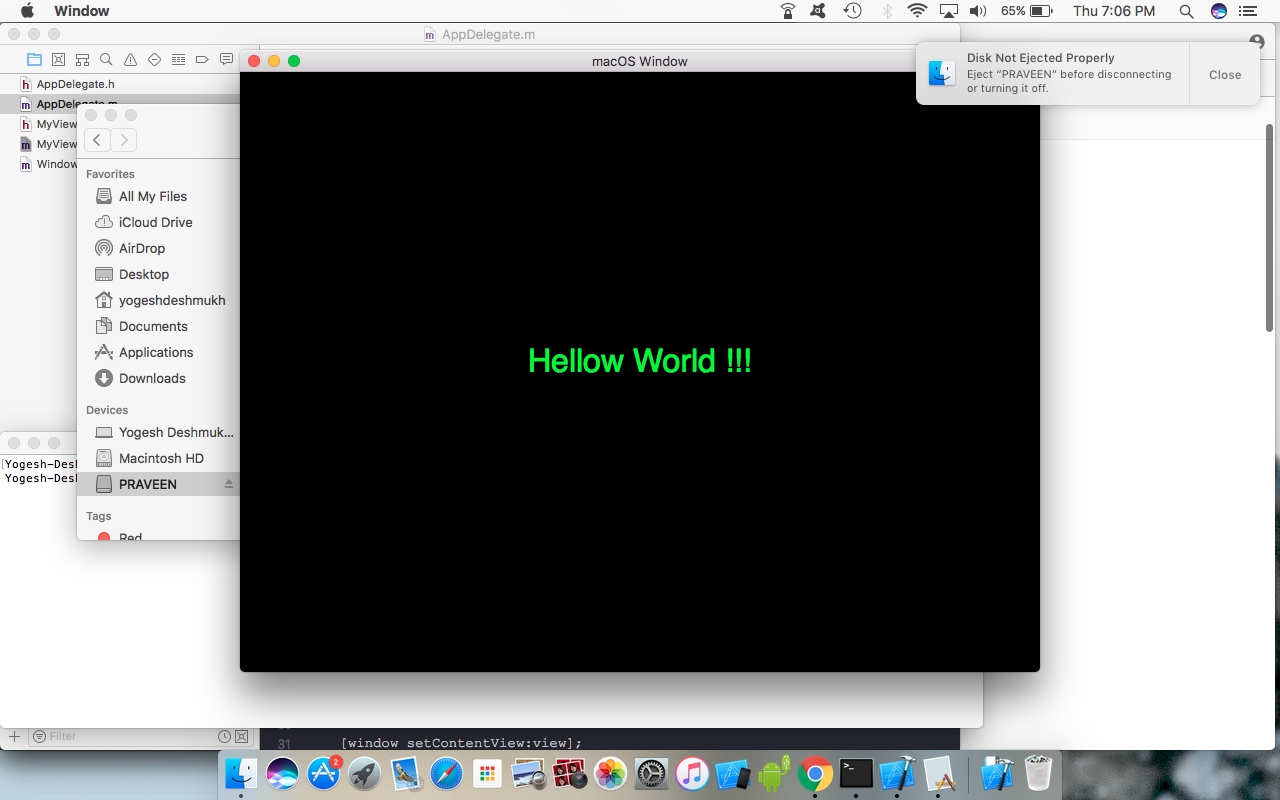 Window
65%
Thu 7:06 PM
AppDelegate.m
macOS Window
Disk Not Ejected Properly
Eject “PRAVEEN” before disconnecting
or turning it off.
Close
AppDelegate.h
AppDelegate.m
MyView
MyView
Window
Favorites
All My Files
iCloud Drive
AirDrop
Desktop
yogeshdeshmukh
Documents
Applications
Downloads
Devices
Yogesh Deshmuk...
Macintosh HD
PRAVEEN
Tags
Red
Hellow World !!!
[Yogesh-Des
Yogesh-Des
Filter
31 [window setContentView:view];
2